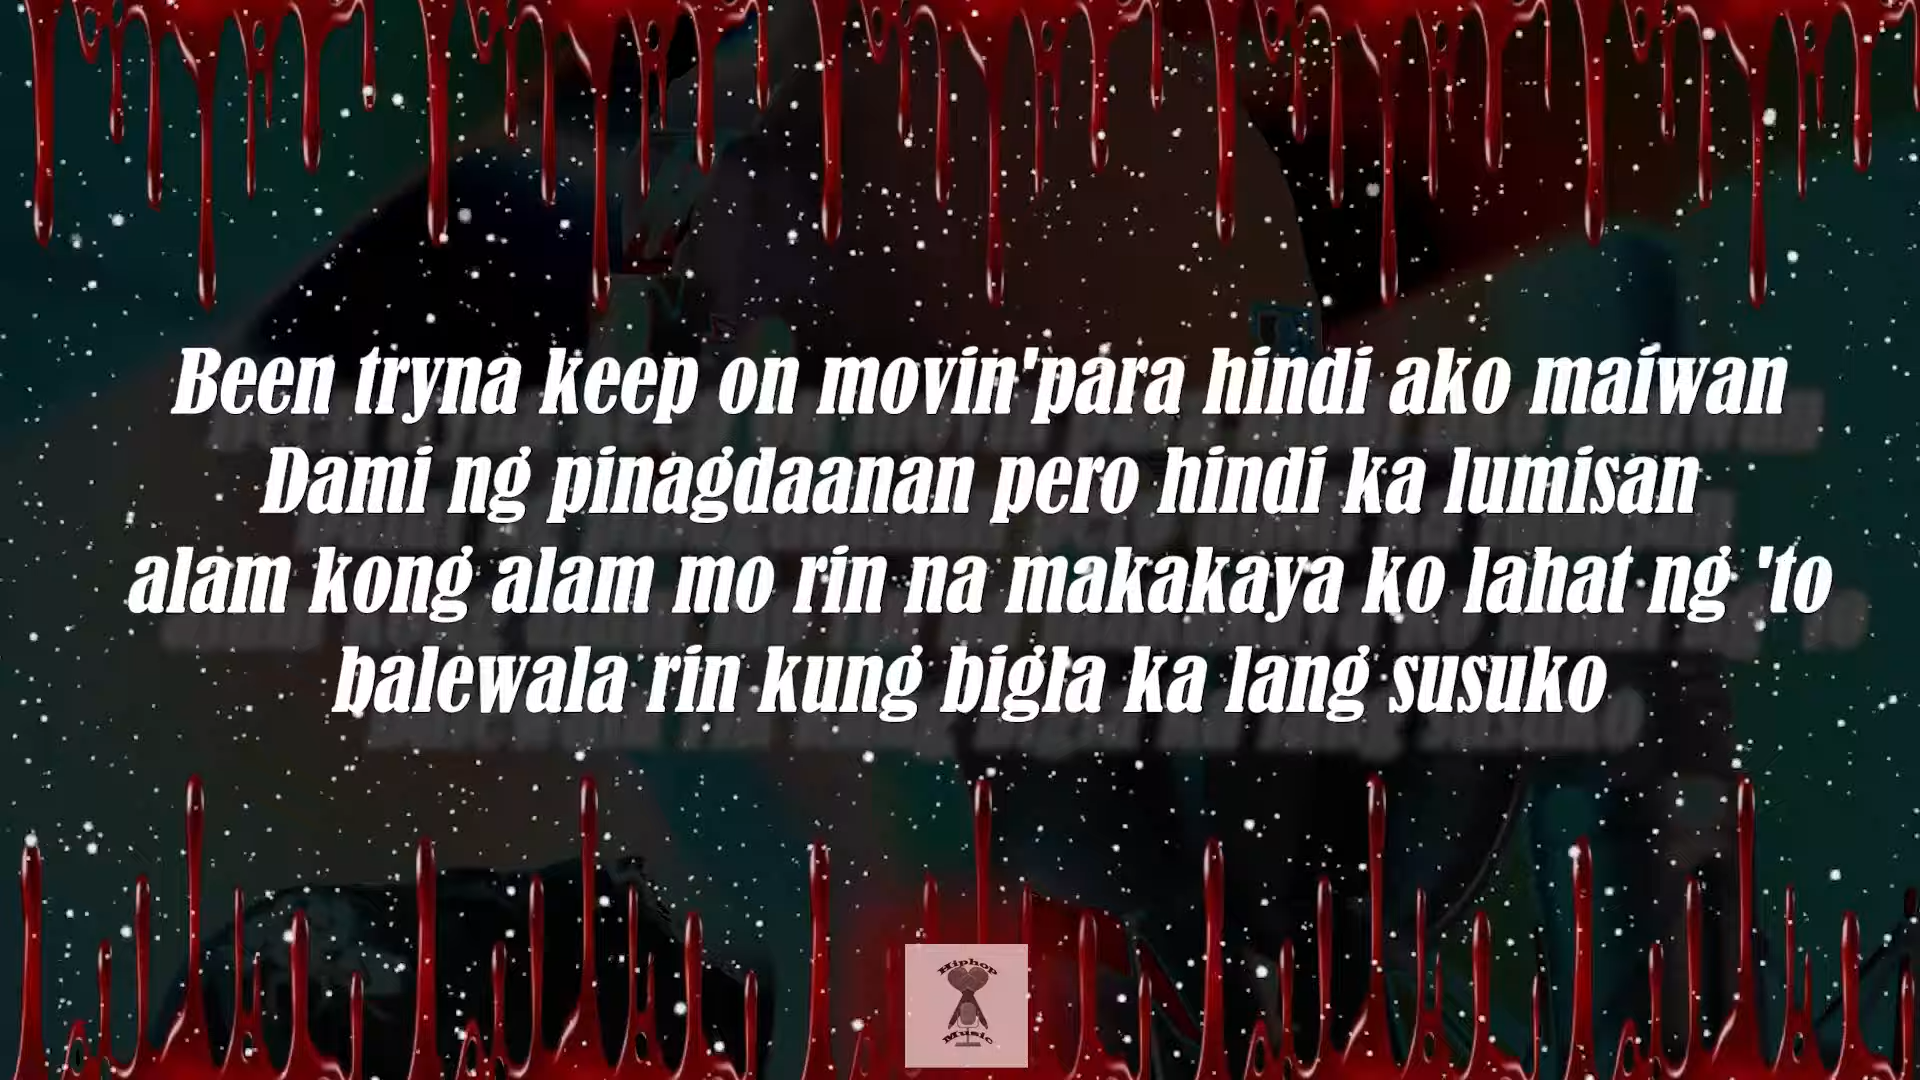 Been tryna keep on movin'para hindi ako maiwan
Dami ng pinagdaanan pero hindi ka lumisan
alam kong alam mo rin na makakaya ko lahat ng 'to
balewala rin kung bigla ka lang susuko
Hiphop
Music